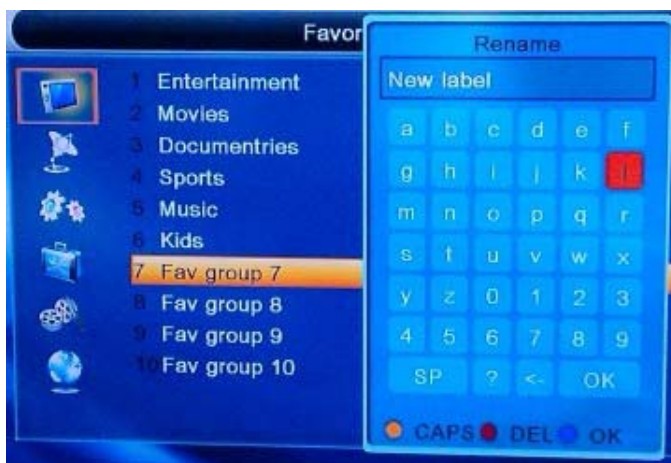 Favor
1 Entertainment
2 Movies
3 Documentries
4 Sports
5 Music
6 Kids
7 Fav group 7
8 Fav group 8
9 Fav group 9
10 Fav group 10
Rename
New label
a b c d e f
g h i j k l
m n o p q r
s t u v w x
y z 0 1 2 3
4 5 6 7 8 9
SP ? <- OK
CAPS DEL OK